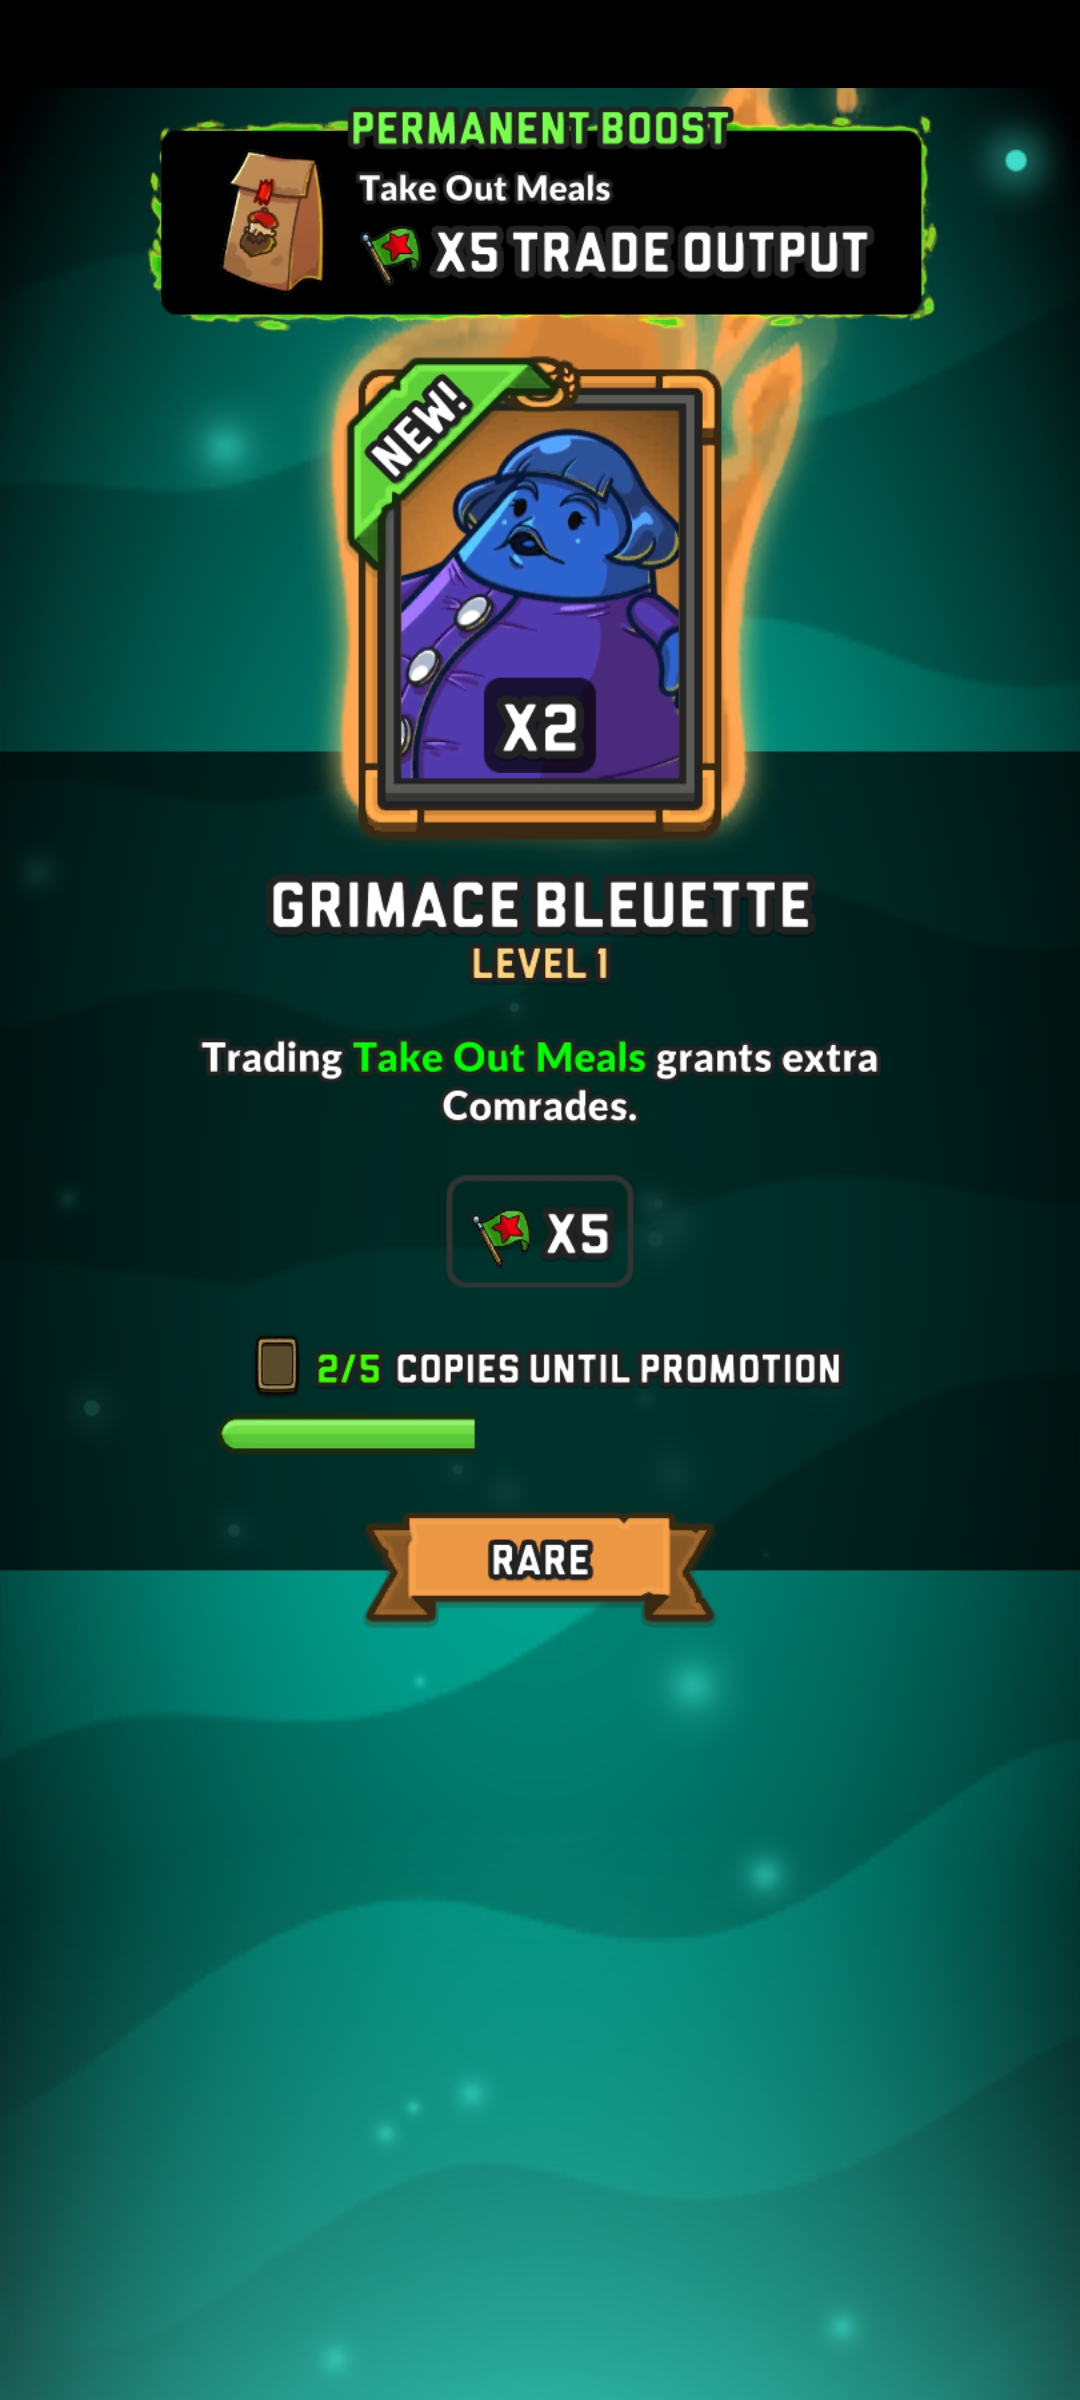 PERMANENT BOOST
Take Out Meals
X5 TRADE OUTPUT
NEW!
X2
GRIMACE BLEUETTE
LEVEL 1
Trading Take Out Meals grants extra
Comrades.
X5
2/5 COPIES UNTIL PROMOTION
RARE